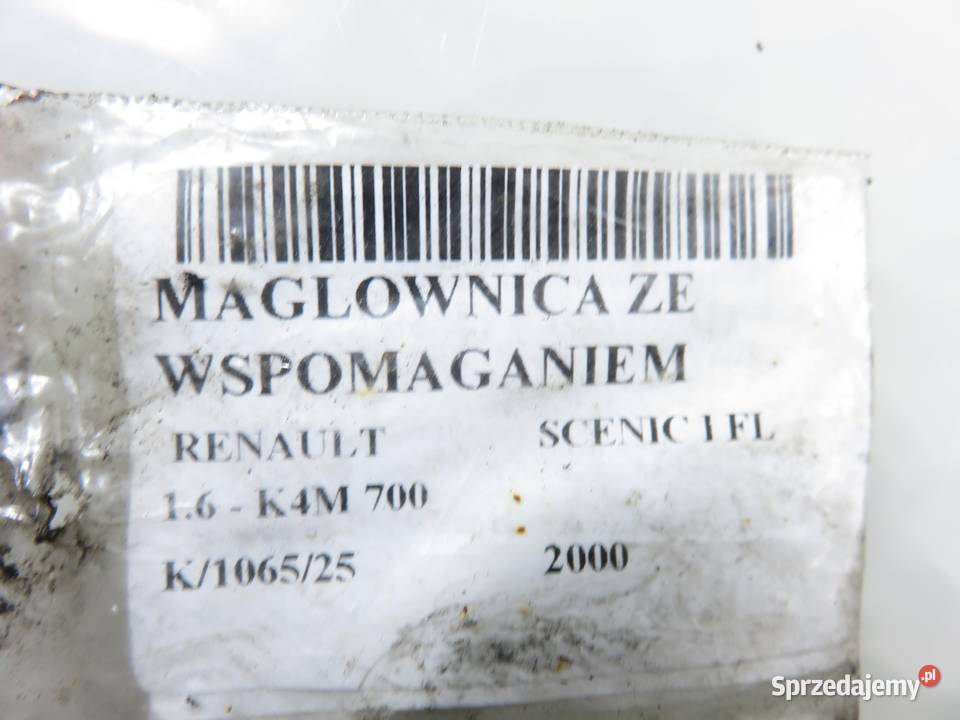 MAGLOWNICA ZE
WSPOMAGANIEM
RENAULT SCENIC I FL
1.6 - K4M 700
K/1065/25 2000
Sprzedajemy.pl